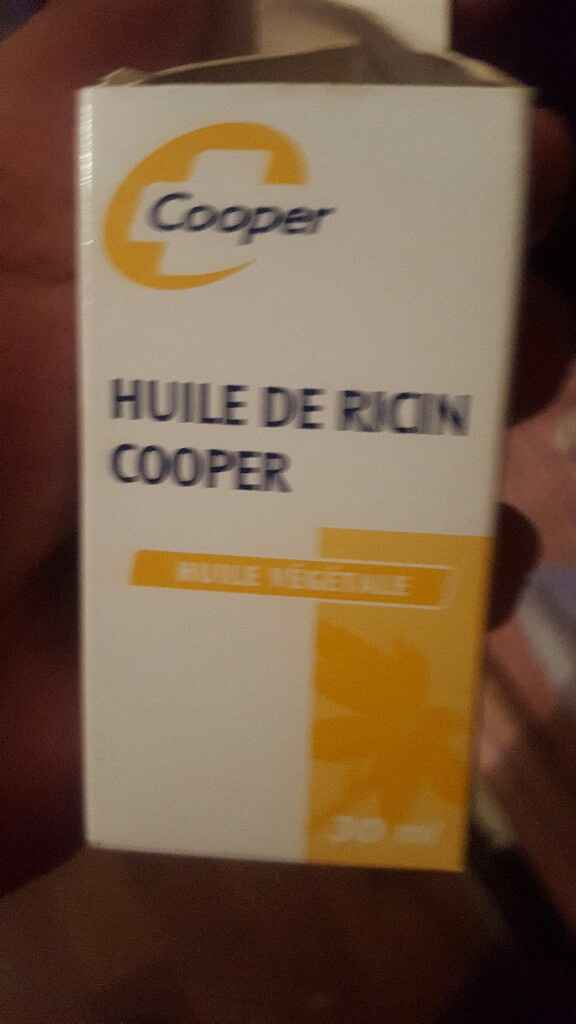 Cooper
HUILE DE RICIN
COOPER
HUILE VÉGÉTALE
30 ml